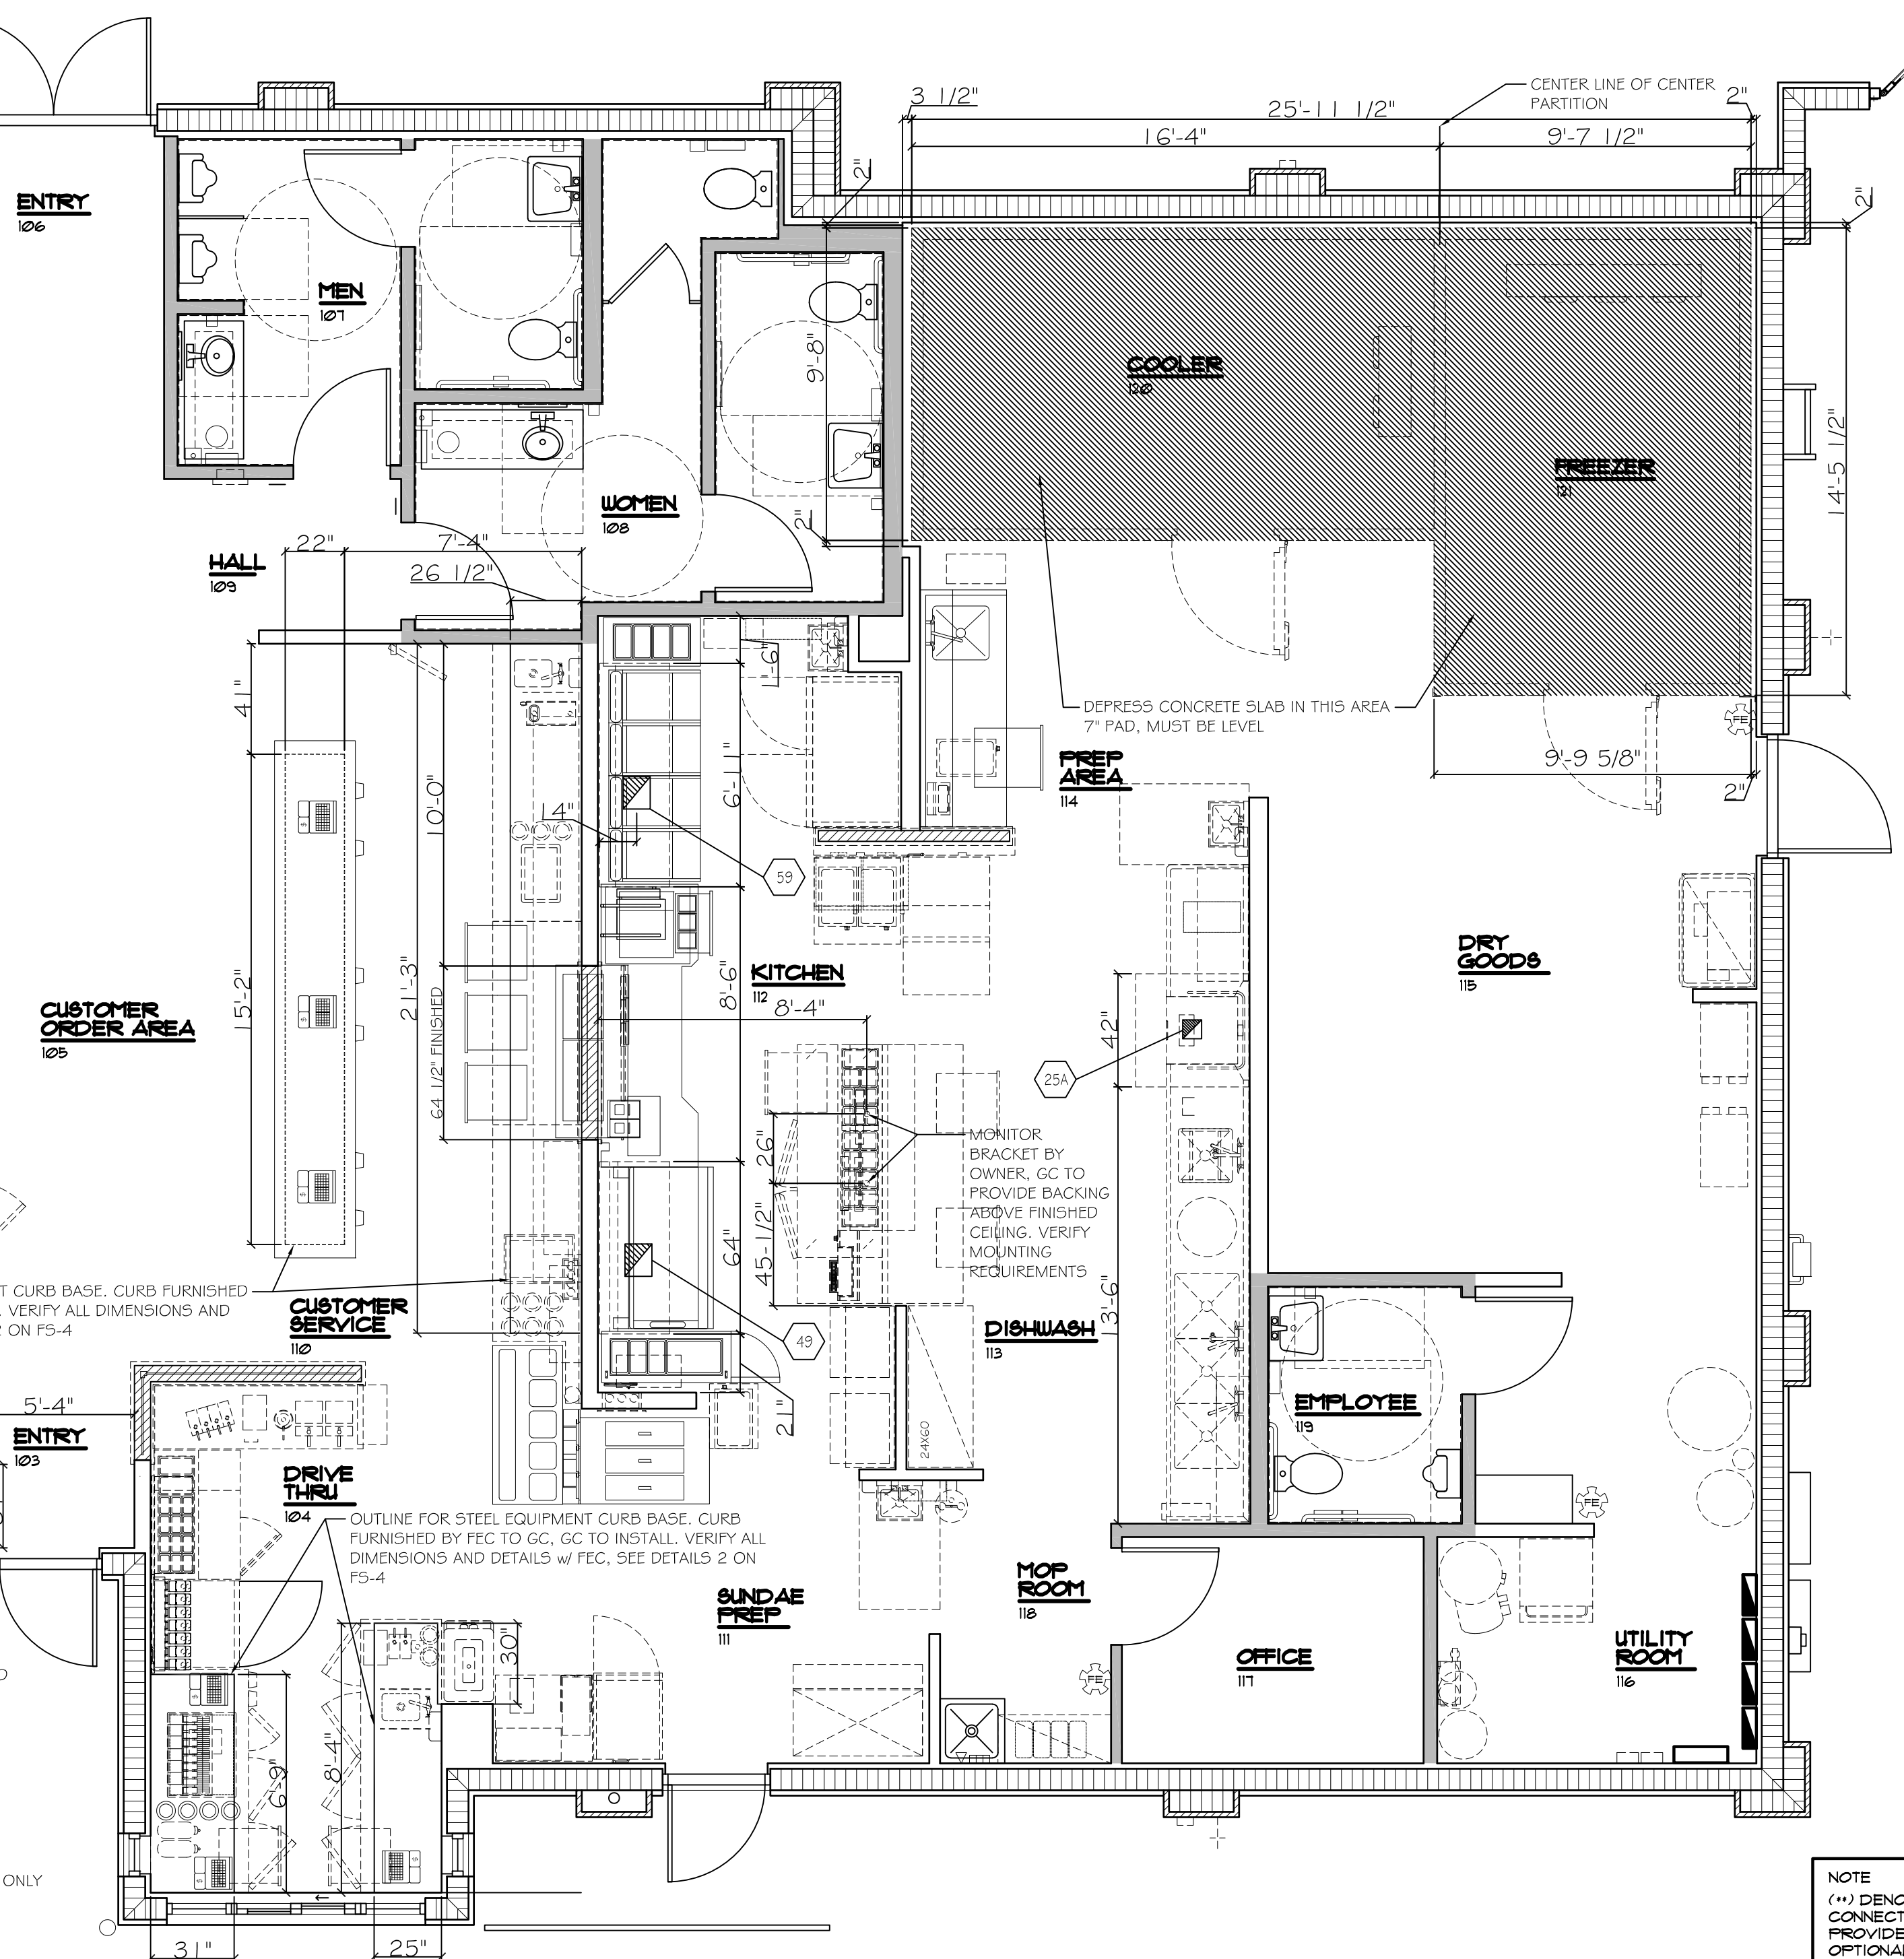 3 1/2"
25'-11 1/2"
2"
CENTER LINE OF CENTER
PARTITION
16'-4"
9'-7 1/2"
2"
2"
ENTRY
106
MEN
107
9'-8"
COOLER
120
FREEZER
121
14'-5 1/2"
WOMEN
108
2"
HALL
109
22"
7'-4"
26 1/2"
41"
1'-6"
DEPRESS CONCRETE SLAB IN THIS AREA
7" PAD, MUST BE LEVEL
FE
PREP
AREA
114
9'-9 5/8"
2"
10'-0"
14"
6'-11"
59
DRY
GOODS
115
CUSTOMER
ORDER AREA
105
15'-2"
21'-3"
64 1/2" FINISHED
KITCHEN
112
8'-6"
8'-4"
42"
25A
26"
45-1/2"
MONITOR
BRACKET BY
OWNER, GC TO
PROVIDE BACKING
ABOVE FINISHED
CEILING. VERIFY
MOUNTING
REQUIREMENTS
64"
T CURB BASE. CURB FURNISHED
. VERIFY ALL DIMENSIONS AND
2 ON FS-4
CUSTOMER
SERVICE
110
49
DISHWASH
113
13'-6"
21"
24X60
EMPLOYEE
119
5'-4"
ENTRY
103
DRIVE
THRU
104
OUTLINE FOR STEEL EQUIPMENT CURB BASE. CURB
FURNISHED BY FEC TO GC, GC TO INSTALL. VERIFY ALL
DIMENSIONS AND DETAILS w/ FEC, SEE DETAILS 2 ON
FS-4
FE
SUNDAE
PREP
111
MOP
ROOM
118
30"
OFFICE
117
UTILITY
ROOM
116
FE
6'-9"
8'-4"
ONLY
31"
25"
NOTE
(**) DENO
CONNECT
PROVIDE
OPTIONA